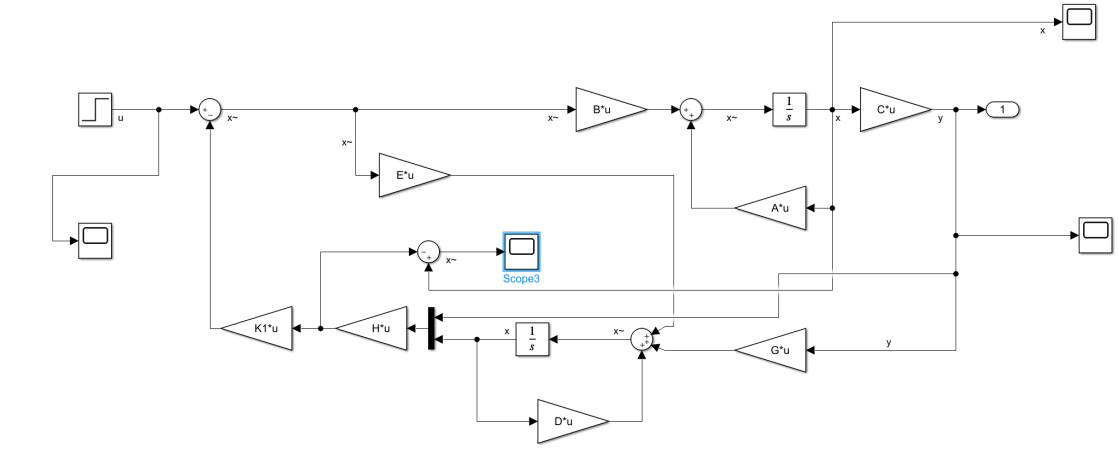 x
u
+
−
x~
x~
B*u
+
+
x~
1
s
x
C*u
y
1
x~
E*u
A*u
−
+
x~
Scope3
K1*u
H*u
x
1
s
x~
+
+
+
G*u
y
D*u